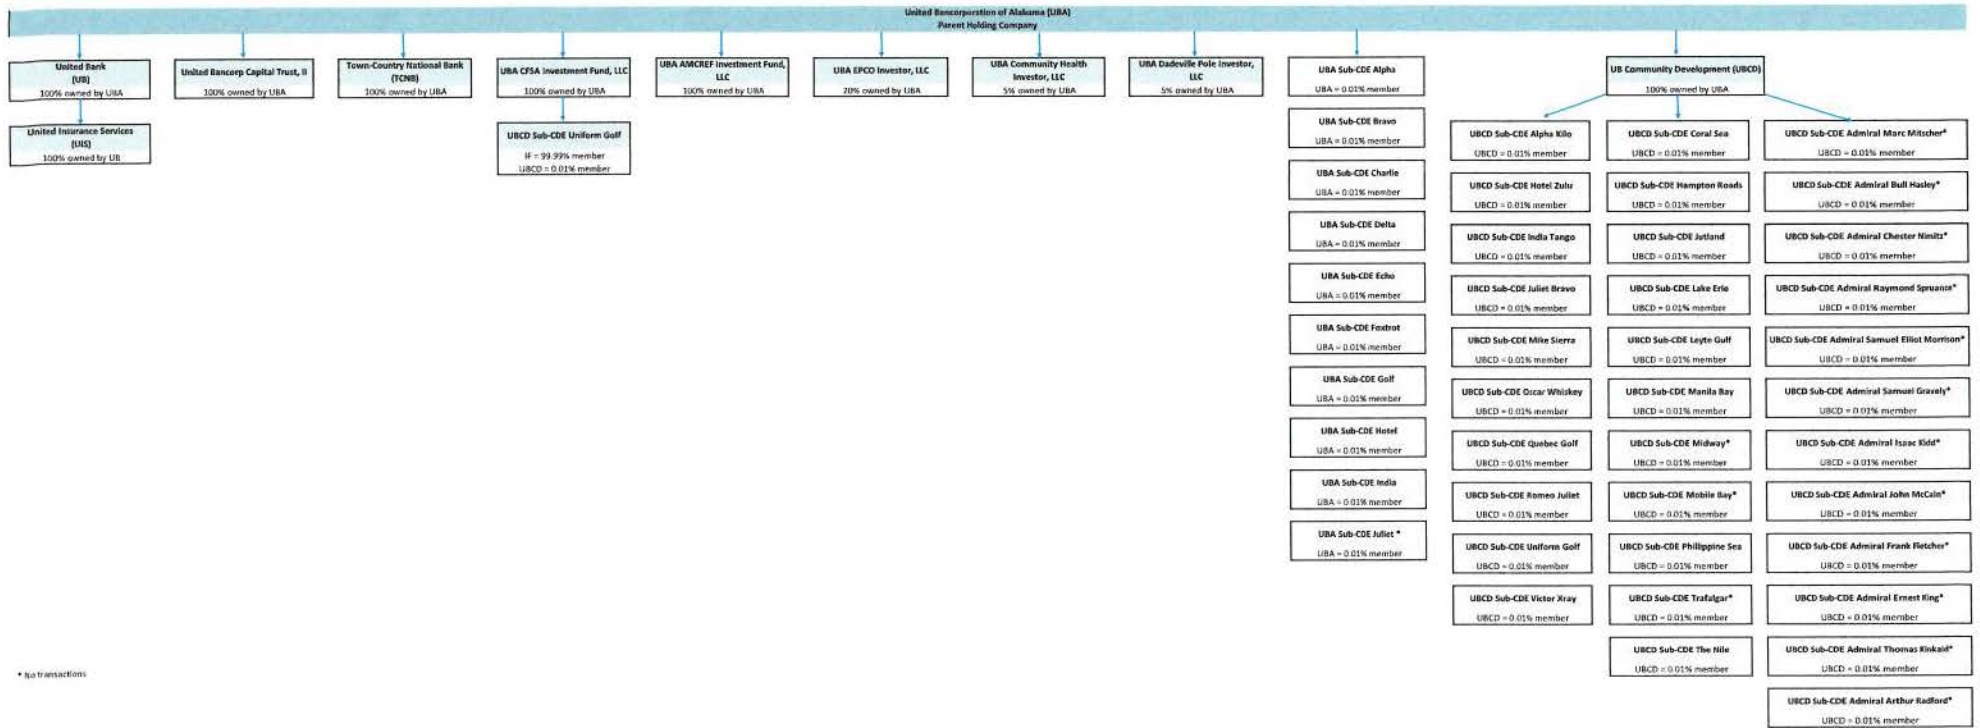 United Bancorporation of Alabama (UBA)
Parent Holding Company
United Bank
(UB)
100% owned by UBA
United Insurance Services
(UIS)
100% owned by UB
United Bancorp Capital Trust, II
100% owned by UBA
Town-Country National Bank
(TCNB)
100% owned by UBA
UBA CFSA Investment Fund, LLC
100% owned by UBA
UBCD Sub-CDE Uniform Golf
IF = 99.99% member
UBCD = 0.01% member
UBA AMCREF Investment Fund,
LLC
100% owned by UBA
UBA EPCO Investor, LLC
20% owned by UBA
UBA Community Health
Investor, LLC
5% owned by UBA
UBA Dadeville Pole Investor,
LLC
5% owned by UBA
UBA Sub-CDE Alpha
UBA = 0.01% member
UBA Sub-CDE Bravo
UBA = 0.01% member
UBA Sub-CDE Charlie
UBA = 0.01% member
UBA Sub-CDE Delta
UBA = 0.01% member
UBA Sub-CDE Echo
UBA = 0.01% member
UBA Sub-CDE Foxtrot
UBA = 0.01% member
UBA Sub-CDE Golf
UBA = 0.01% member
UBA Sub-CDE Hotel
UBA = 0.01% member
UBA Sub-CDE India
UBA = 0.01% member
UBA Sub-CDE Juliet *
UBA = 0.01% member
UB Community Development (UBCD)
100% owned by UBA
UBCD Sub-CDE Alpha Kilo
UBCD = 0.01% member
UBCD Sub-CDE Hotel Zulu
UBCD = 0.01% member
UBCD Sub-CDE India Tango
UBCD = 0.01% member
UBCD Sub-CDE Juliet Bravo
UBCD = 0.01% member
UBCD Sub-CDE Mike Sierra
UBCD = 0.01% member
UBCD Sub-CDE Oscar Whiskey
UBCD = 0.01% member
UBCD Sub-CDE Quebec Golf
UBCD = 0.01% member
UBCD Sub-CDE Romeo Juliet
UBCD = 0.01% member
UBCD Sub-CDE Uniform Golf
UBCD = 0.01% member
UBCD Sub-CDE Victor Xray
UBCD = 0.01% member
UBCD Sub-CDE Coral Sea
UBCD = 0.01% member
UBCD Sub-CDE Hampton Roads
UBCD = 0.01% member
UBCD Sub-CDE Jutland
UBCD = 0.01% member
UBCD Sub-CDE Lake Erie
UBCD = 0.01% member
UBCD Sub-CDE Leyte Gulf
UBCD = 0.01% member
UBCD Sub-CDE Manila Bay
UBCD = 0.01% member
UBCD Sub-CDE Midway*
UBCD = 0.01% member
UBCD Sub-CDE Mobile Bay*
UBCD = 0.01% member
UBCD Sub-CDE Philippine Sea
UBCD = 0.01% member
UBCD Sub-CDE Trafalgar*
UBCD = 0.01% member
UBCD Sub-CDE The Nile
UBCD = 0.01% member
UBCD Sub-CDE Admiral Marc Mitscher*
UBCD = 0.01% member
UBCD Sub-CDE Admiral Bull Hasley*
UBCD = 0.01% member
UBCD Sub-CDE Admiral Chester Nimitz*
UBCD = 0.01% member
UBCD Sub-CDE Admiral Raymond Spruance*
UBCD = 0.01% member
UBCD Sub-CDE Admiral Samuel Elliot Morrison*
UBCD = 0.01% member
UBCD Sub-CDE Admiral Samuel Gravely*
UBCD = 0.01% member
UBCD Sub-CDE Admiral Isaac Kidd*
UBCD = 0.01% member
UBCD Sub-CDE Admiral John McCain*
UBCD = 0.01% member
UBCD Sub-CDE Admiral Frank Fletcher*
UBCD = 0.01% member
UBCD Sub-CDE Admiral Ernest King*
UBCD = 0.01% member
UBCD Sub-CDE Admiral Thomas Kinkaid*
UBCD = 0.01% member
UBCD Sub-CDE Admiral Arthur Radford*
UBCD = 0.01% member
* No transactions